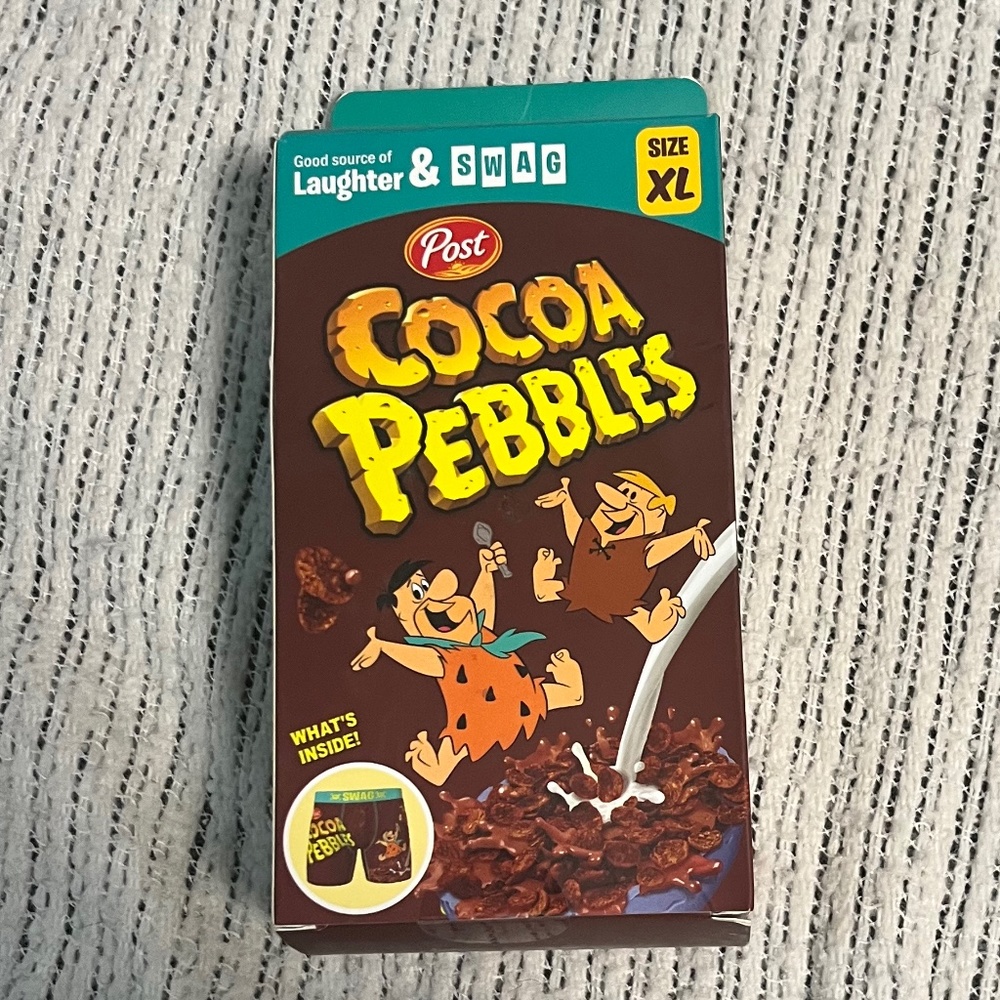 Good source of
Laughter & SWAG
SIZE
XL
Post
COCOA
PEBBLES
WHAT'S
INSIDE!
SWAG
COCOA
PEBBLES